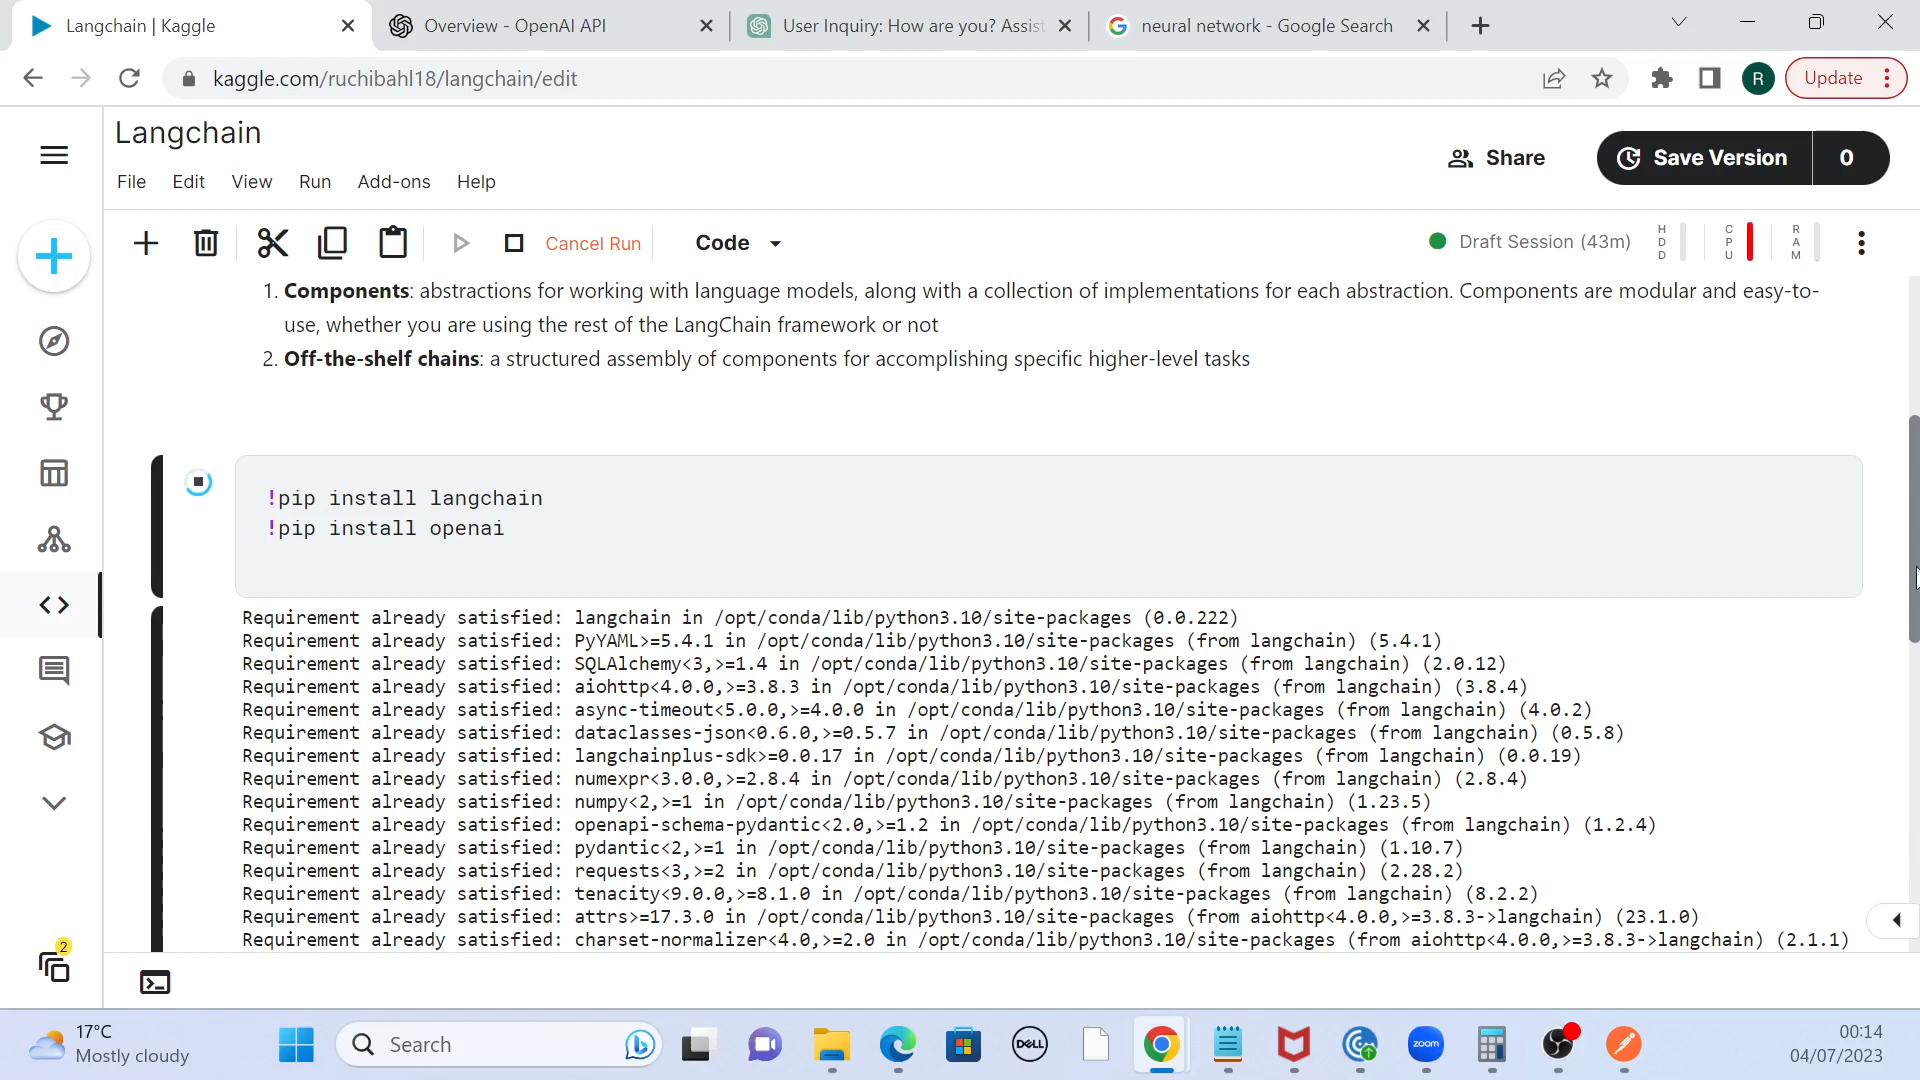 Langchain | Kaggle
Overview - OpenAI API
User Inquiry: How are you? Assist
neural network - Google Search
kaggle.com/ruchibahl18/langchain/edit
R
Update
Langchain
File Edit View Run Add-ons Help
Share
Save Version 0
Cancel Run
Code
Draft Session (43m)
HDD
CPU
RAM
1. Components: abstractions for working with language models, along with a collection of implementations for each abstraction. Components are modular and easy-to-
use, whether you are using the rest of the LangChain framework or not
2. Off-the-shelf chains: a structured assembly of components for accomplishing specific higher-level tasks
!pip install langchain
!pip install openai
Requirement already satisfied: langchain in /opt/conda/lib/python3.10/site-packages (0.0.222)
Requirement already satisfied: PyYAML>=5.4.1 in /opt/conda/lib/python3.10/site-packages (from langchain) (5.4.1)
Requirement already satisfied: SQLAlchemy<3,>=1.4 in /opt/conda/lib/python3.10/site-packages (from langchain) (2.0.12)
Requirement already satisfied: aiohttp<4.0.0,>=3.8.3 in /opt/conda/lib/python3.10/site-packages (from langchain) (3.8.4)
Requirement already satisfied: async-timeout<5.0.0,>=4.0.0 in /opt/conda/lib/python3.10/site-packages (from langchain) (4.0.2)
Requirement already satisfied: dataclasses-json<0.6.0,>=0.5.7 in /opt/conda/lib/python3.10/site-packages (from langchain) (0.5.8)
Requirement already satisfied: langchainplus-sdk>=0.0.17 in /opt/conda/lib/python3.10/site-packages (from langchain) (0.0.19)
Requirement already satisfied: numexpr<3.0.0,>=2.8.4 in /opt/conda/lib/python3.10/site-packages (from langchain) (2.8.4)
Requirement already satisfied: numpy<2,>=1 in /opt/conda/lib/python3.10/site-packages (from langchain) (1.23.5)
Requirement already satisfied: openapi-schema-pydantic<2.0,>=1.2 in /opt/conda/lib/python3.10/site-packages (from langchain) (1.2.4)
Requirement already satisfied: pydantic<2,>=1 in /opt/conda/lib/python3.10/site-packages (from langchain) (1.10.7)
Requirement already satisfied: requests<3,>=2 in /opt/conda/lib/python3.10/site-packages (from langchain) (2.28.2)
Requirement already satisfied: tenacity<9.0.0,>=8.1.0 in /opt/conda/lib/python3.10/site-packages (from langchain) (8.2.2)
Requirement already satisfied: attrs>=17.3.0 in /opt/conda/lib/python3.10/site-packages (from aiohttp<4.0.0,>=3.8.3->langchain) (23.1.0)
Requirement already satisfied: charset-normalizer<4.0,>=2.0 in /opt/conda/lib/python3.10/site-packages (from aiohttp<4.0.0,>=3.8.3->langchain) (2.1.1)
2
17°C
Mostly cloudy
Search
DELL
zoom
00:14
04/07/2023